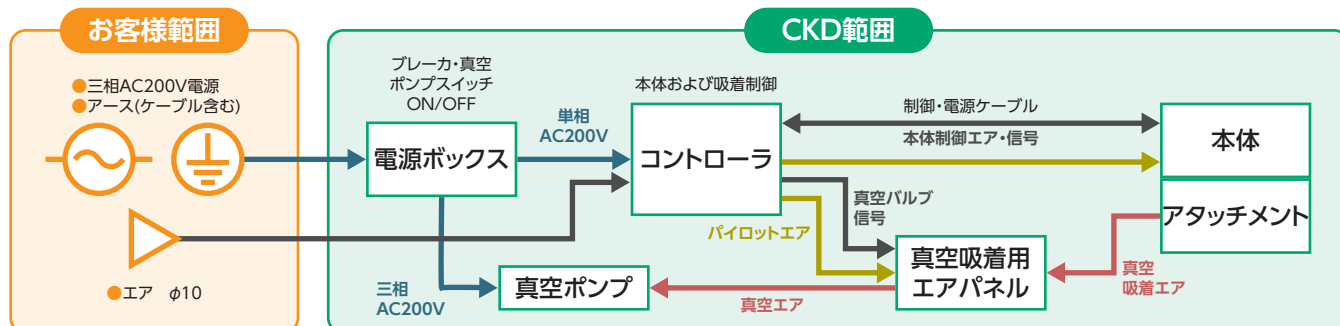 お客様範囲
●三相AC200V電源
●アース(ケーブル含む)
●エア φ10
CKD範囲
ブレーカ・真空
ポンプスイッチ
ON/OFF
電源ボックス
単相
AC200V
本体および吸着制御
コントローラ
制御・電源ケーブル
本体制御エア・信号
本体
アタッチメント
真空バルブ
信号
パイロットエア
真空吸着用
エアパネル
真空
吸着エア
三相
AC200V
真空ポンプ
真空エア